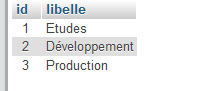 id libelle
1 Etudes
2 Développement
3 Production